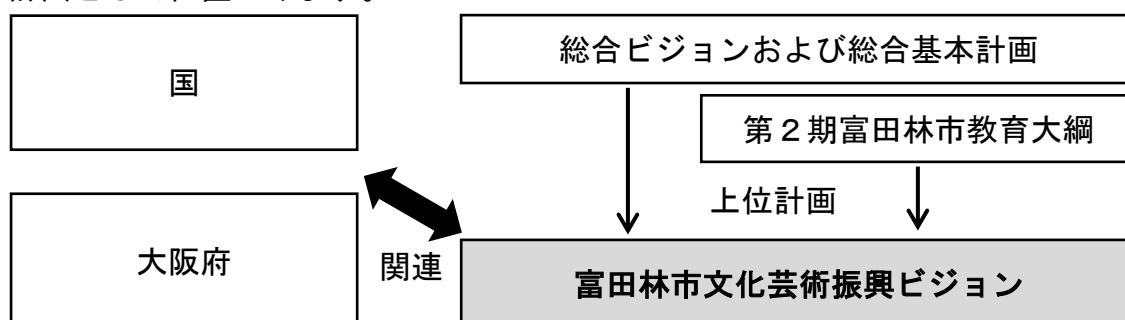 国
総合ビジョンおよび総合基本計画
第２期富田林市教育大綱
上位計画
大阪府
関連
富田林市文化芸術振興ビジョン